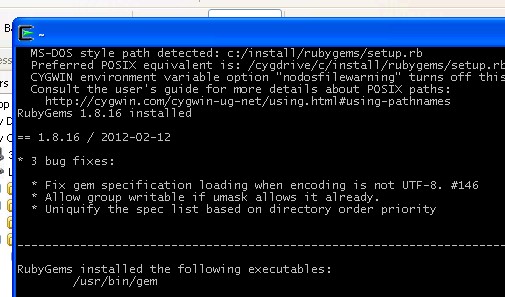 ~
MS-DOS style path detected: c:/install/rubygems/setup.rb
Preferred POSIX equivalent is: /cygdrive/c/install/rubygems/setup.rb
CYGWIN environment variable option "nodosfilewarning" turns off this
Consult the user's guide for more details about POSIX paths:
http://cygwin.com/cygwin-ug-net/using.html#using-pathnames
RubyGems 1.8.16 installed
== 1.8.16 / 2012-02-12
* 3 bug fixes:
* Fix gem specification loading when encoding is not UTF-8. #146
* Allow group writable if umask allows it already.
* Uniquify the spec list based on directory order priority
------------------------------------------------------------------------------
RubyGems installed the following executables:
/usr/bin/gem